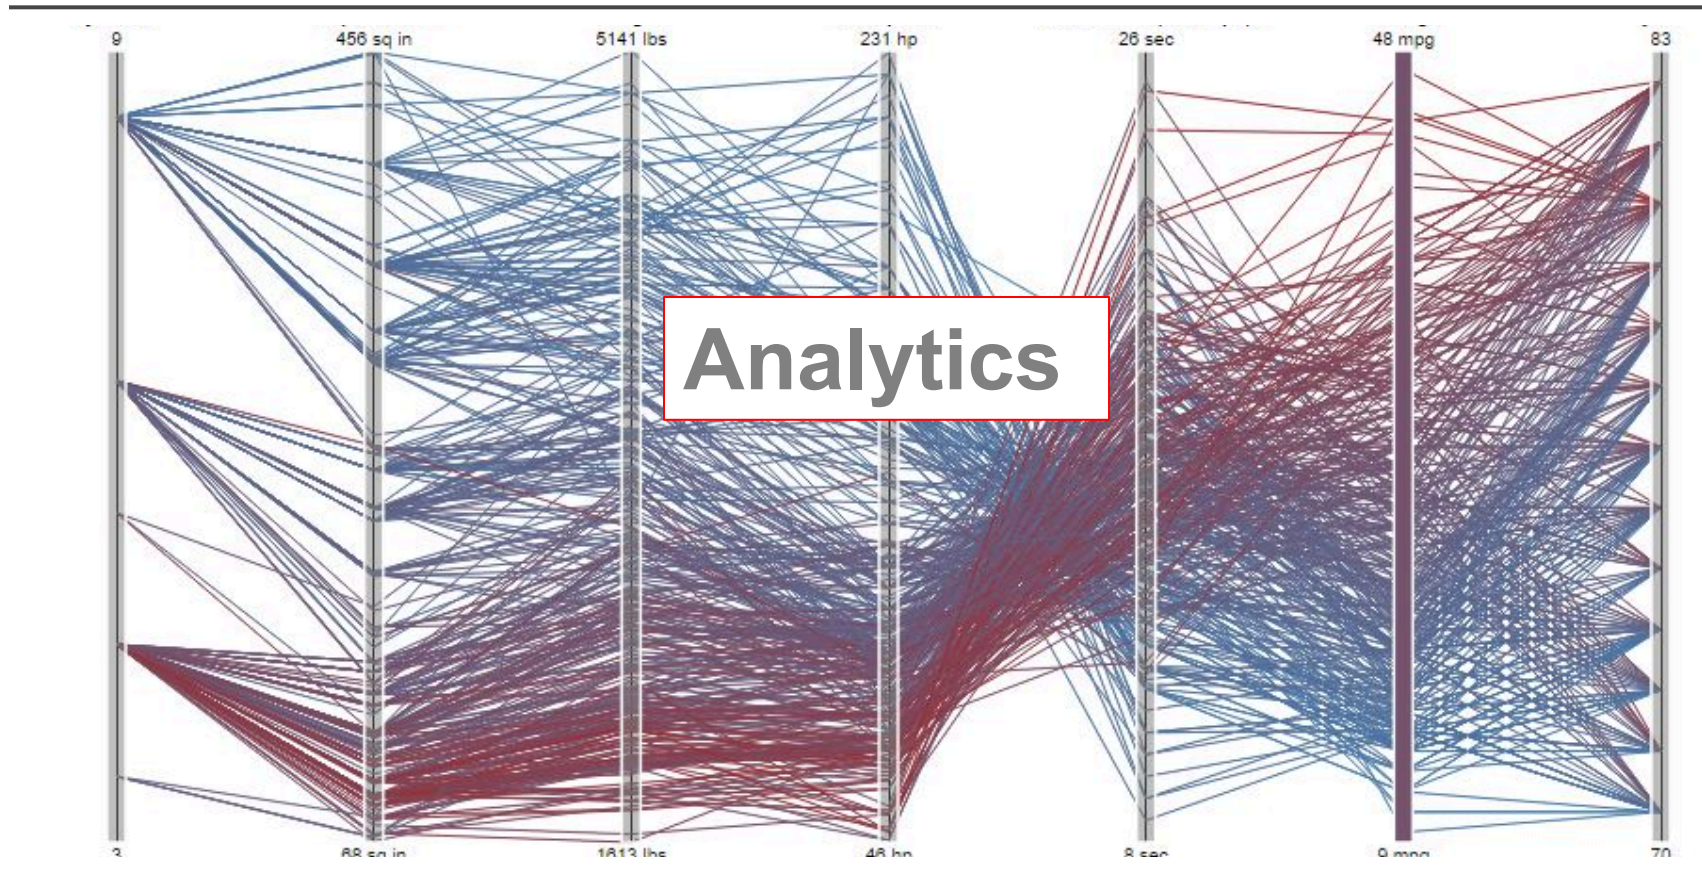 9 456 sq in 5141 lbs 231 hp 26 sec 48 mpg 83
Analytics
3 68 sq in 1613 lbs 46 hp 8 sec 9 mpg 70